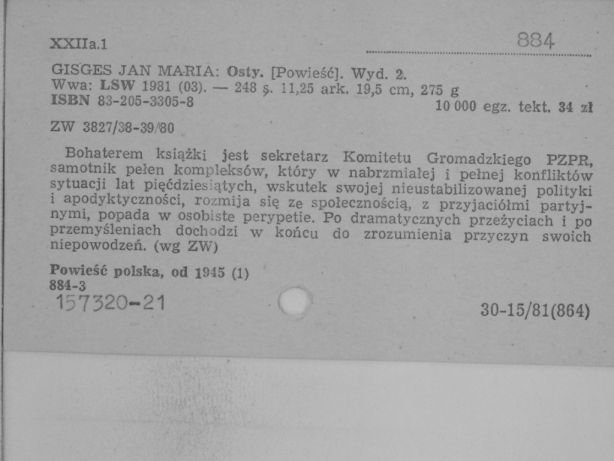 XXIIa.1
884
GISGES JAN MARIA: Osty. [Powieść]. Wyd. 2.
Wwa: LSW 1981 (03). — 248 s. 11,25 ark. 19,5 cm, 275 g
ISBN 83-205-3305-8
10 000 egz. tekt. 34 zł
ZW 3827/38-39/80
Bohaterem książki jest sekretarz Komitetu Gromadzkiego PZPR,
samotnik pełen kompleksów, który w nabrzmiałej i pełnej konfliktów
sytuacji lat pięćdziesiątych, wskutek swojej nieustabilizowanej polityki
i apodyktyczności, rozmija się ze społecznością, z przyjaciółmi partyj-
nymi, popada w osobiste perypetie. Po dramatycznych przeżyciach i po
przemyśleniach dochodzi w końcu do zrozumienia przyczyn swoich
niepowodzeń. (wg ZW)
Powieść polska, od 1945 (1)
884-3
157320-21
30-15/81(864)